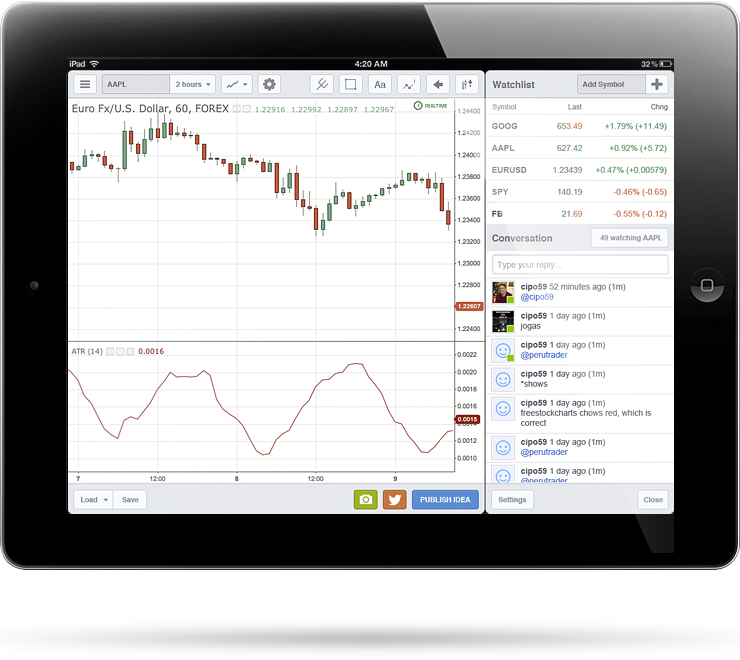 iPad 4:20 AM 32%
AAPL 2 hours Aa
Euro Fx/U.S. Dollar, 60, FOREX 1.22916 1.22992 1.22897 1.22967 REALTIME
1.24400
1.24200
1.24000
1.23800
1.23600
1.23400
1.23200
1.23000
1.22800
1.22607
1.22400
ATR (14) 0.0016
0.0022
0.0020
0.0018
0.0016
0.0015
0.0014
0.0012
0.0010
7 12:00 8 12:00 9
Load Save PUBLISH IDEA
Watchlist Add Symbol
Symbol Last Chng
GOOG 653.49 +1.79% (+11.49)
AAPL 627.42 +0.92% (+5.72)
EURUSD 1.23439 +0.47% (+0.00579)
SPY 140.19 -0.46% (-0.65)
FB 21.69 -0.55% (-0.12)
Conversation 49 watching AAPL
Type your reply...
cipo59 52 minutes ago (1m)
@cipo59
cipo59 1 day ago (1m)
jogas
cipo59 1 day ago (1m)
@perutrader
cipo59 1 day ago (1m)
*shows
cipo59 1 day ago (1m)
freestockcharts chows red, which is
correct
cipo59 1 day ago (1m)
@perutrader
cipo59 1 day ago (1m)
@perutrader
Settings Close